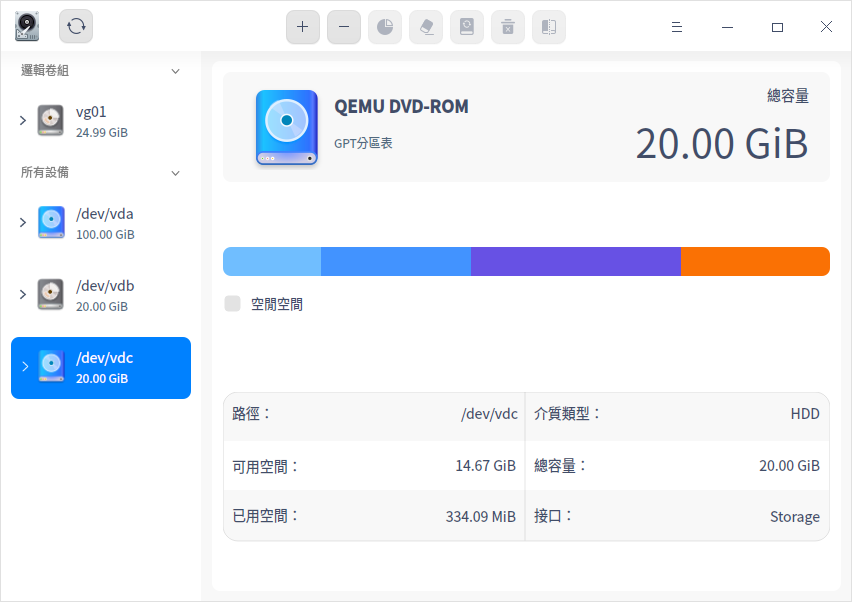 邏輯卷組
vg01
24.99 GiB
所有設備
/dev/vda
100.00 GiB
/dev/vdb
20.00 GiB
/dev/vdc
20.00 GiB
QEMU DVD-ROM
GPT分區表
總容量
20.00 GiB
空閒空間
路徑：
/dev/vdc
介質類型：
HDD
可用空間：
14.67 GiB
總容量：
20.00 GiB
已用空間：
334.09 MiB
接口：
Storage